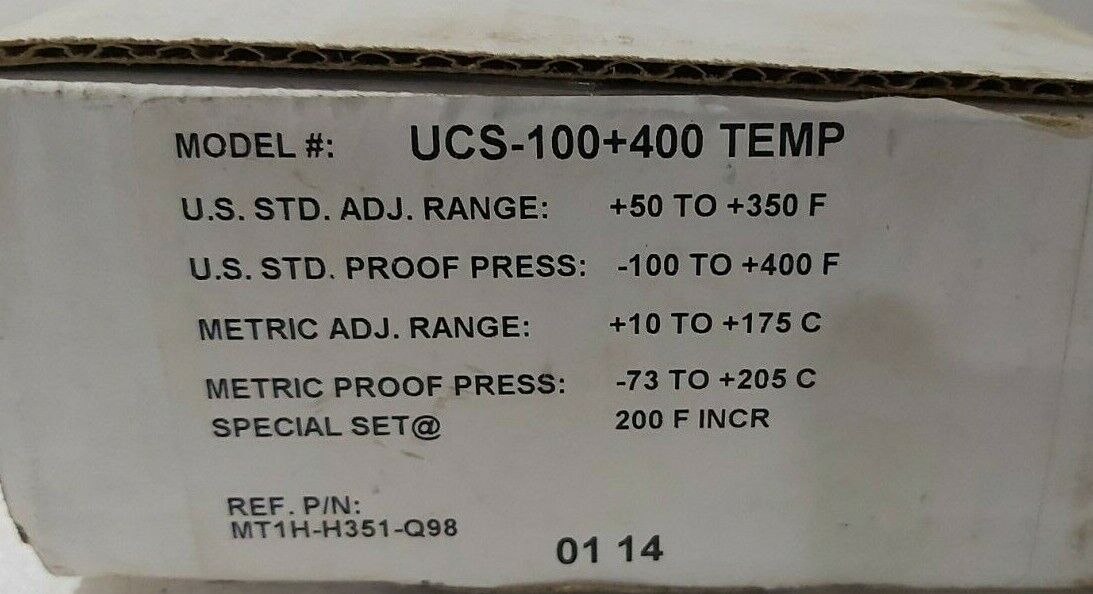 MODEL #: UCS-100+400 TEMP
U.S. STD. ADJ. RANGE: +50 TO +350 F
U.S. STD. PROOF PRESS: -100 TO +400 F
METRIC ADJ. RANGE: +10 TO +175 C
METRIC PROOF PRESS: -73 TO +205 C
SPECIAL SET@ 200 F INCR
REF. P/N:
MT1H-H351-Q98
01 14